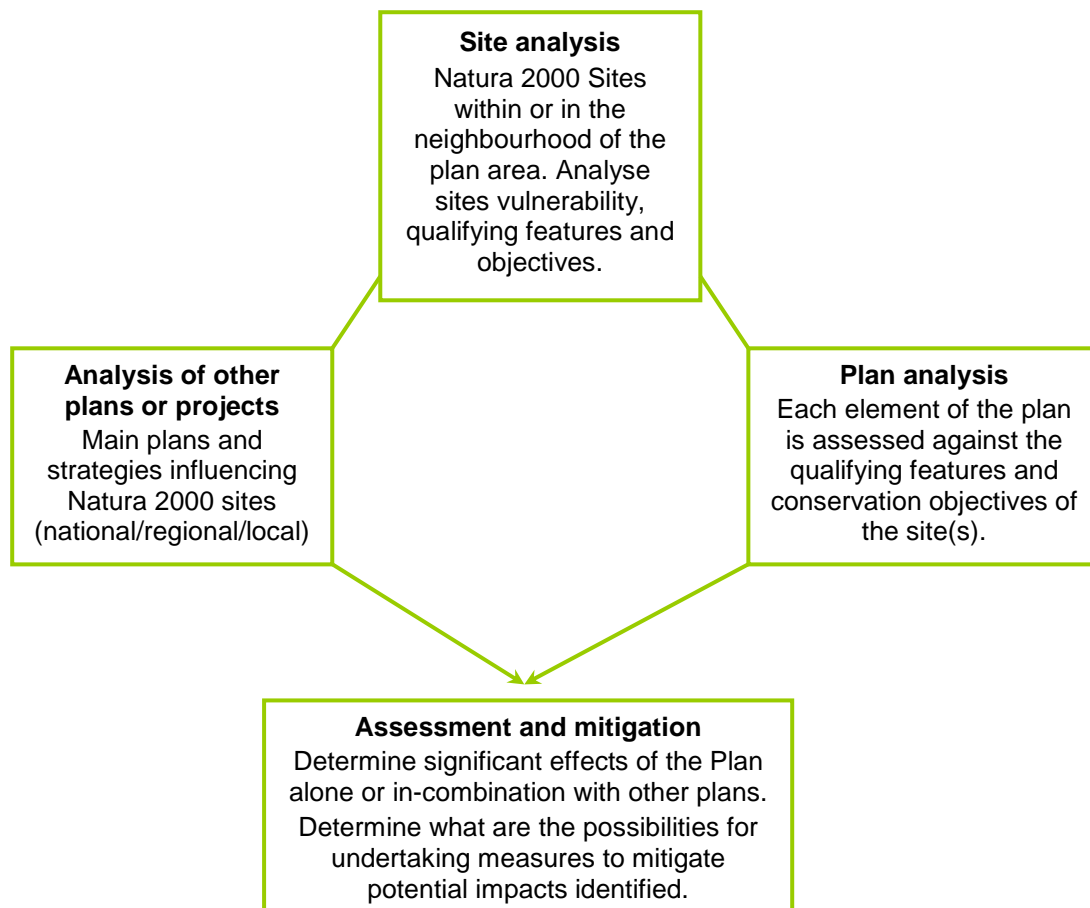 Site analysis
Natura 2000 Sites
within or in the
neighbourhood of the
plan area. Analyse
sites vulnerability,
qualifying features and
objectives.
Analysis of other
plans or projects
Main plans and
strategies influencing
Natura 2000 sites
(national/regional/local)
Plan analysis
Each element of the plan
is assessed against the
qualifying features and
conservation objectives of
the site(s).
Assessment and mitigation
Determine significant effects of the Plan
alone or in-combination with other plans.
Determine what are the possibilities for
undertaking measures to mitigate
potential impacts identified.